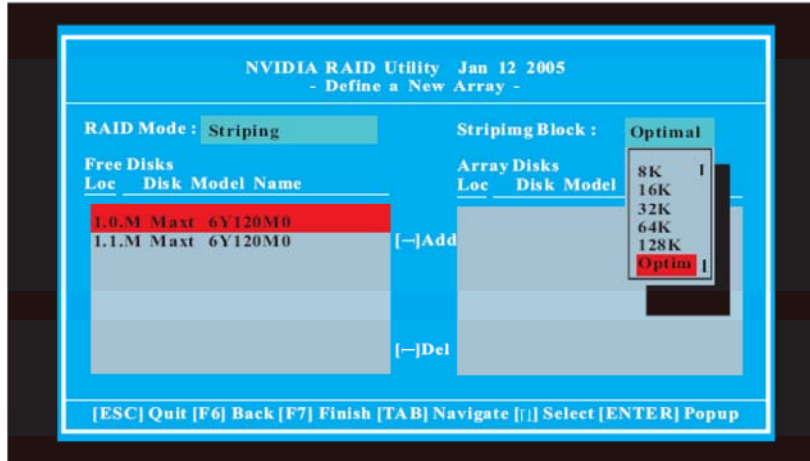 NVIDIA RAID Utility Jan 12 2005
- Define a New Array -
RAID Mode : Striping
Stripimg Block : Optimal
Free Disks
Loc Disk Model Name
Array Disks
Loc Disk Model
8K
16K
32K
64K
128K
Optim
1.0.M Maxt 6Y120M0
1.1.M Maxt 6Y120M0
[—]Add
[—]Del
[ESC] Quit [F6] Back [F7] Finish [TAB] Navigate Select [ENTER] Popup